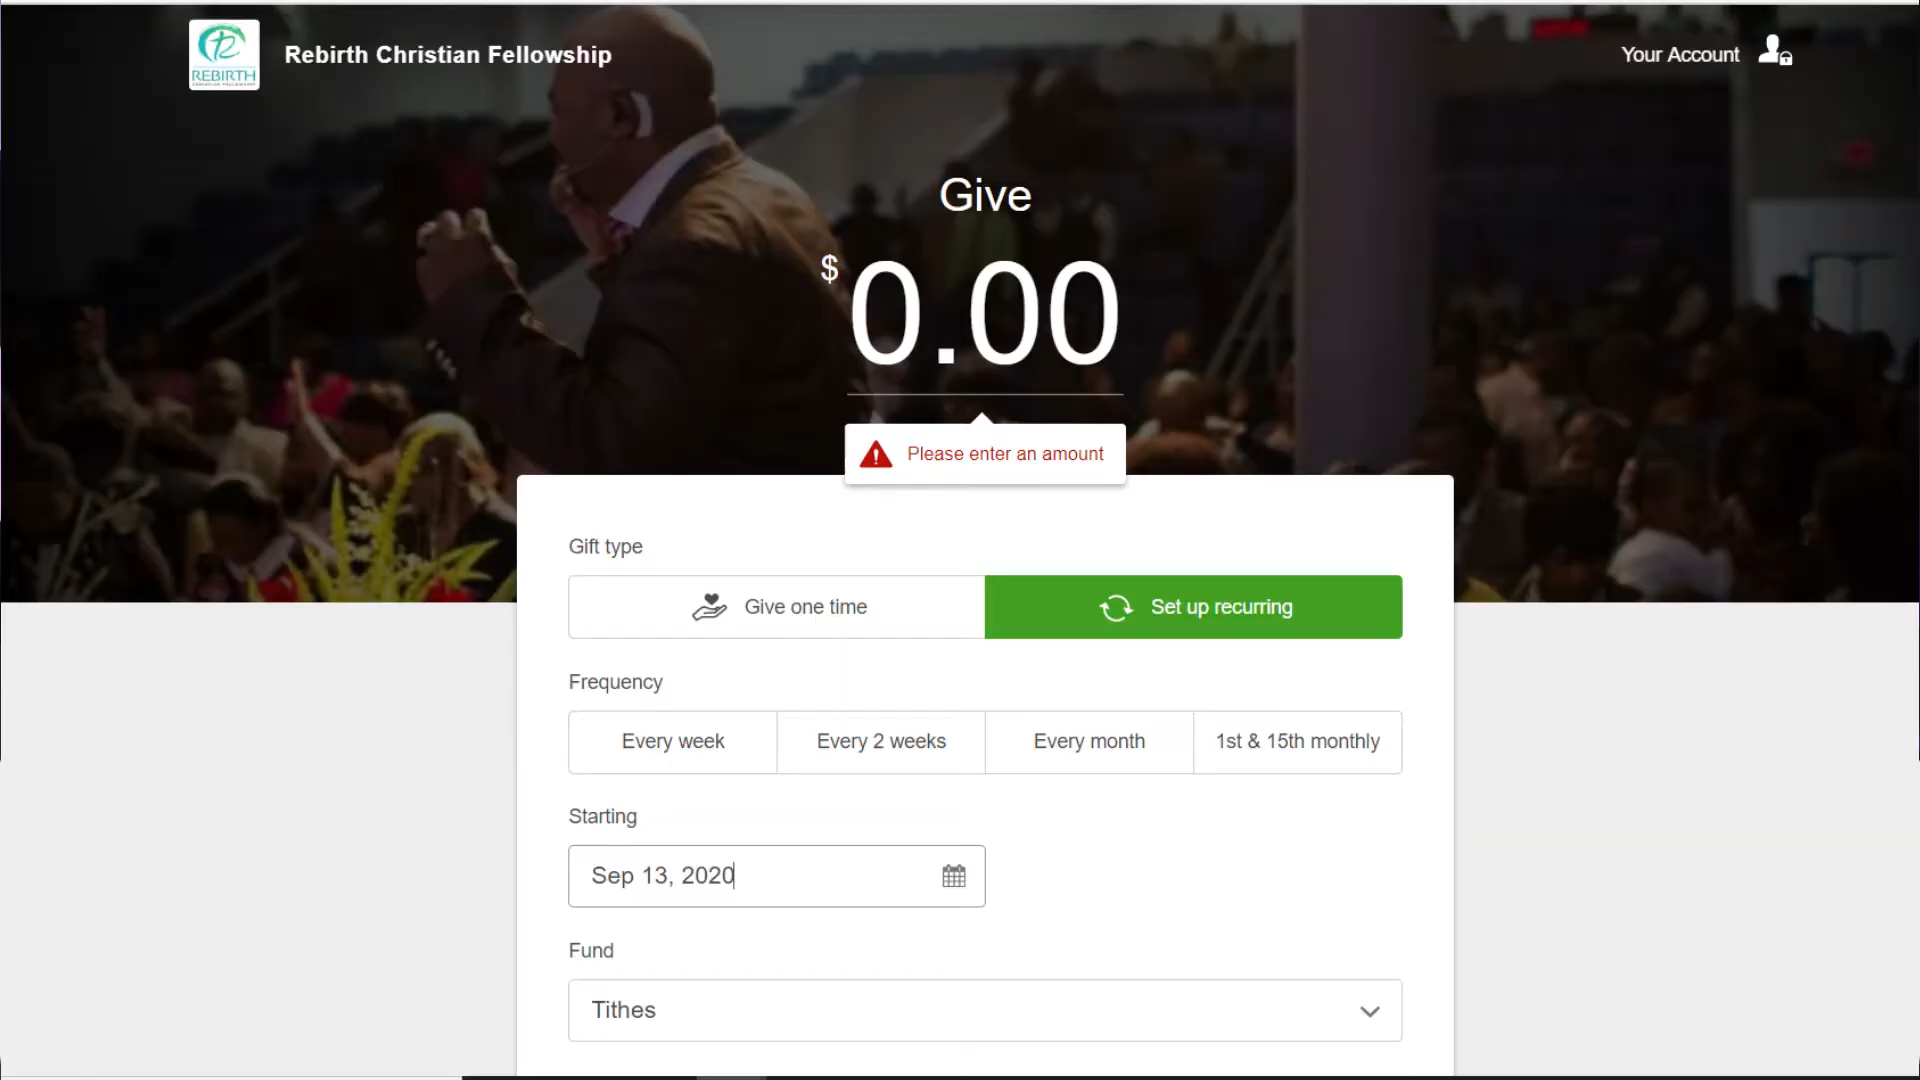 REBIRTH
Rebirth Christian Fellowship
Your Account
Give
$ 0.00
Please enter an amount
Gift type
Give one time
Set up recurring
Frequency
Every week
Every 2 weeks
Every month
1st & 15th monthly
Starting
Sep 13, 2020
Fund
Tithes